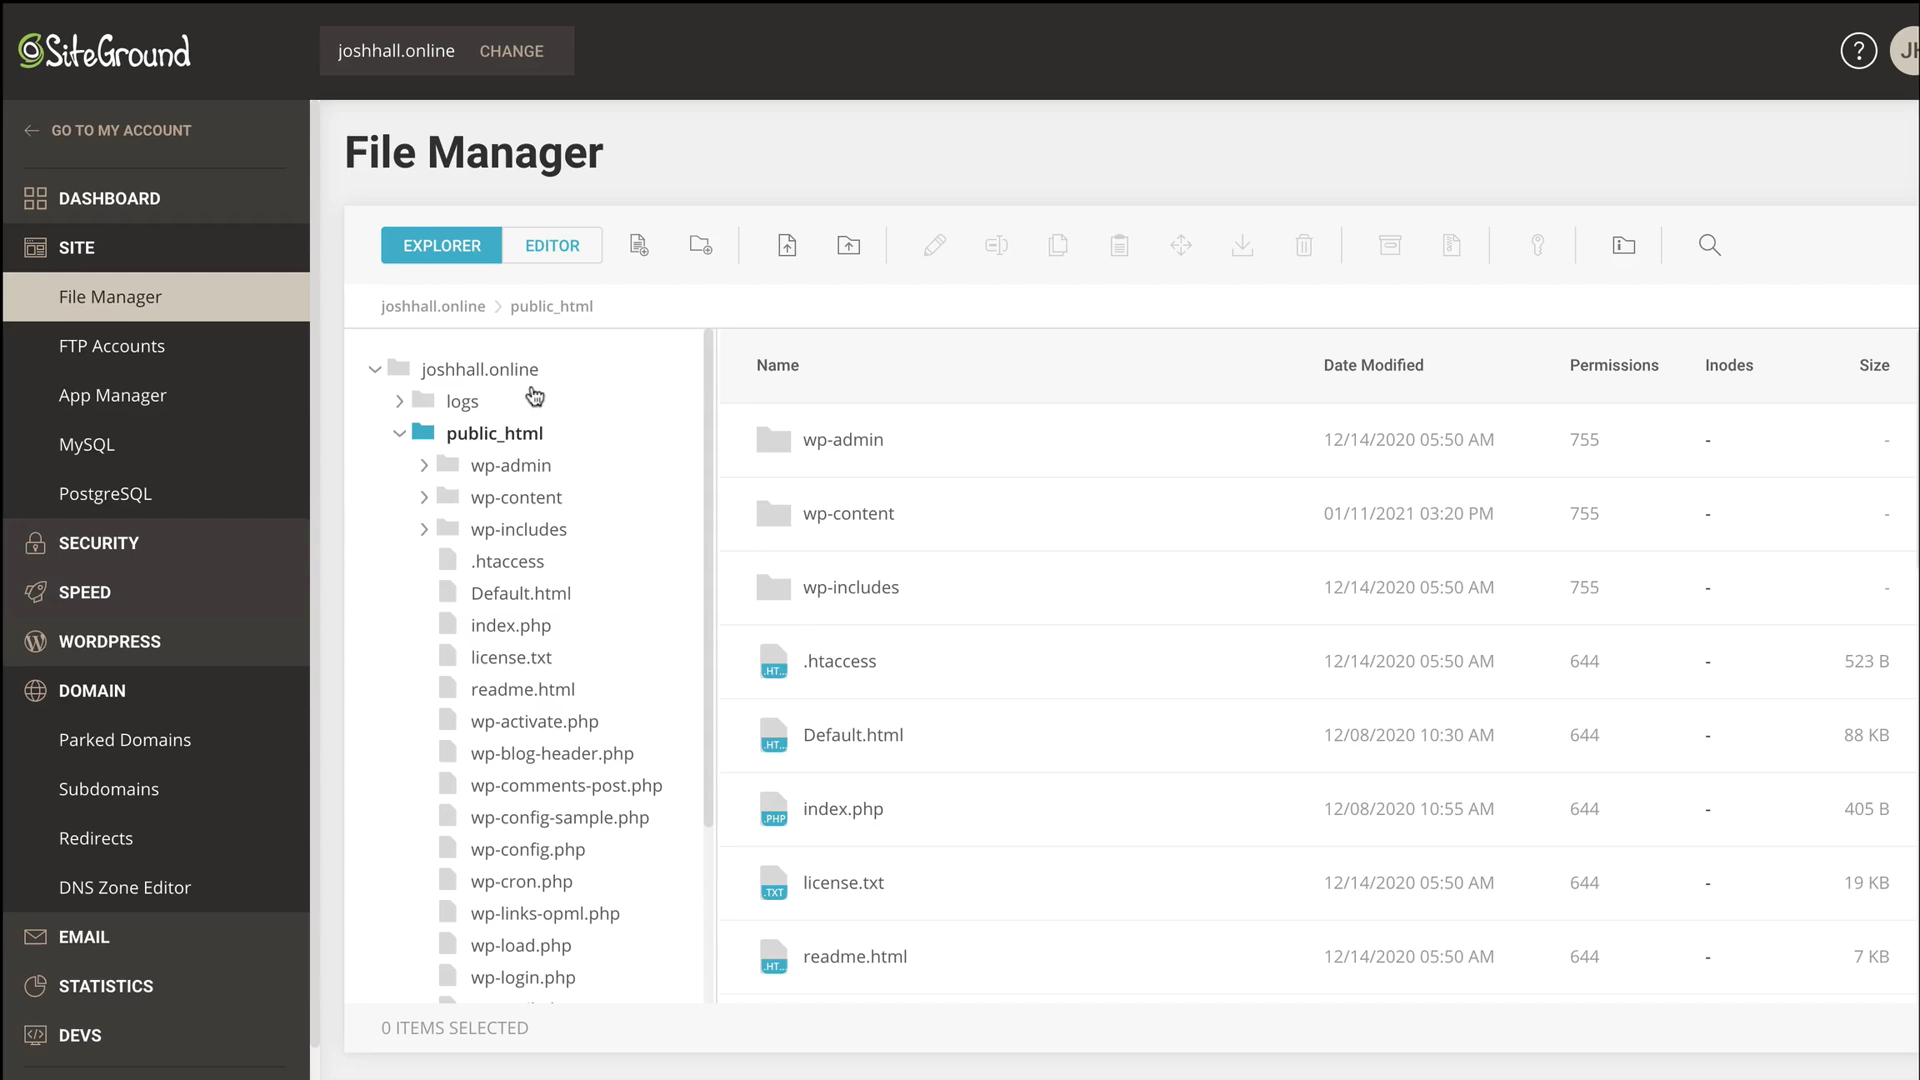 SiteGround
joshhall.online CHANGE
?
GO TO MY ACCOUNT
DASHBOARD
SITE
File Manager
FTP Accounts
App Manager
MySQL
PostgreSQL
SECURITY
SPEED
WORDPRESS
DOMAIN
Parked Domains
Subdomains
Redirects
DNS Zone Editor
EMAIL
STATISTICS
DEVS
File Manager
EXPLORER EDITOR
joshhall.online > public_html
joshhall.online
logs
public_html
wp-admin
wp-content
wp-includes
.htaccess
Default.html
index.php
license.txt
readme.html
wp-activate.php
wp-blog-header.php
wp-comments-post.php
wp-config-sample.php
wp-config.php
wp-cron.php
wp-links-opml.php
wp-load.php
wp-login.php
Name Date Modified Permissions Inodes Size
wp-admin 12/14/2020 05:50 AM 755 - -
wp-content 01/11/2021 03:20 PM 755 - -
wp-includes 12/14/2020 05:50 AM 755 - -
.HT... .htaccess 12/14/2020 05:50 AM 644 - 523 B
.HT... Default.html 12/08/2020 10:30 AM 644 - 88 KB
.PHP index.php 12/08/2020 10:55 AM 644 - 405 B
.TXT license.txt 12/14/2020 05:50 AM 644 - 19 KB
.HT... readme.html 12/14/2020 05:50 AM 644 - 7 KB
0 ITEMS SELECTED